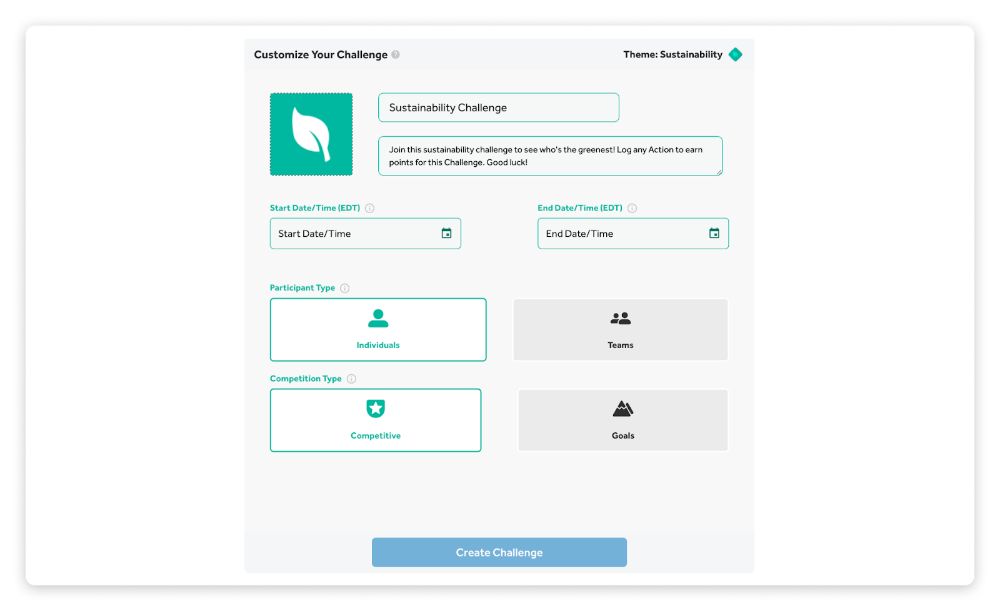 Customize Your Challenge
Theme: Sustainability
Sustainability Challenge
Join this sustainability challenge to see who's the greenest! Log any Action to earn
points for this Challenge. Good luck!
Start Date/Time (EDT)
End Date/Time (EDT)
Start Date/Time
End Date/Time
Participant Type
Individuals
Teams
Competition Type
Competitive
Goals
Create Challenge